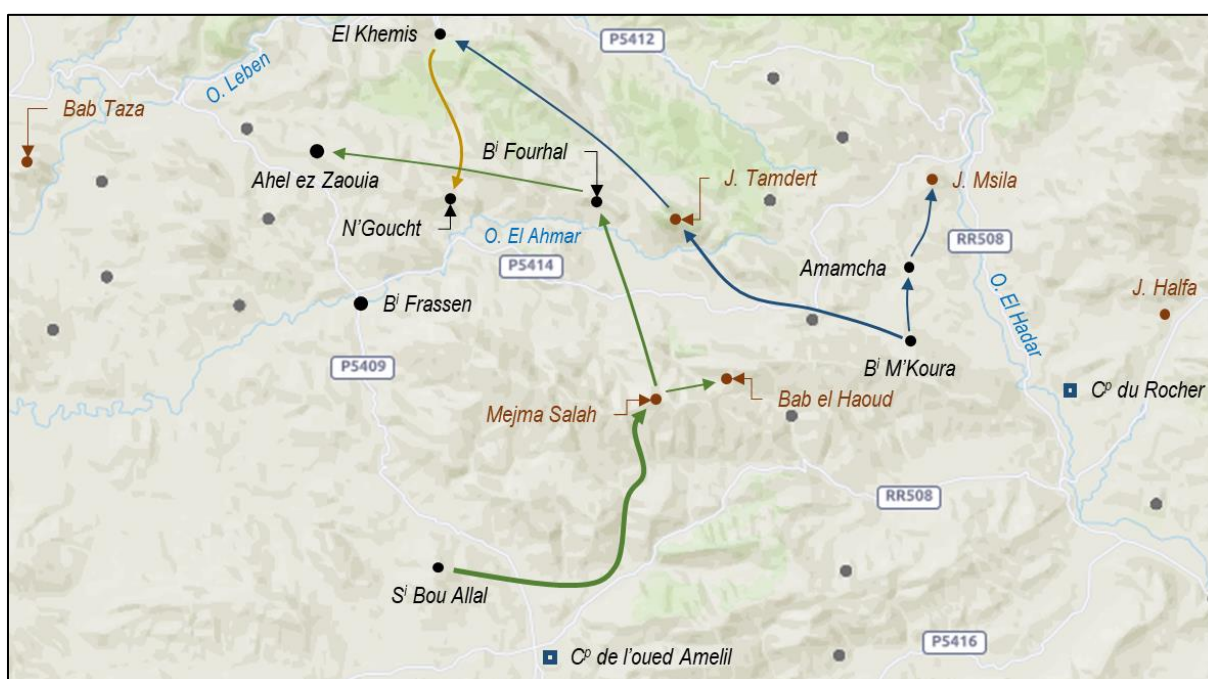 El Khemis
P5412
O. Leben
Bab Taza
Bⁱ Fourhal
Ahel ez Zaouia
J. Tamdert
J. Msila
N'Goucht
O. El Ahmar
RR508
P5414
Amamcha
O. El Hadar
J. Halfa
Bⁱ Frassen
Bⁱ M'Koura
P5409
Cᵖ du Rocher
Mejma Salah
Bab el Haoud
RR508
Sⁱ Bou Allal
P5416
Cᵖ de l'oued Amelil